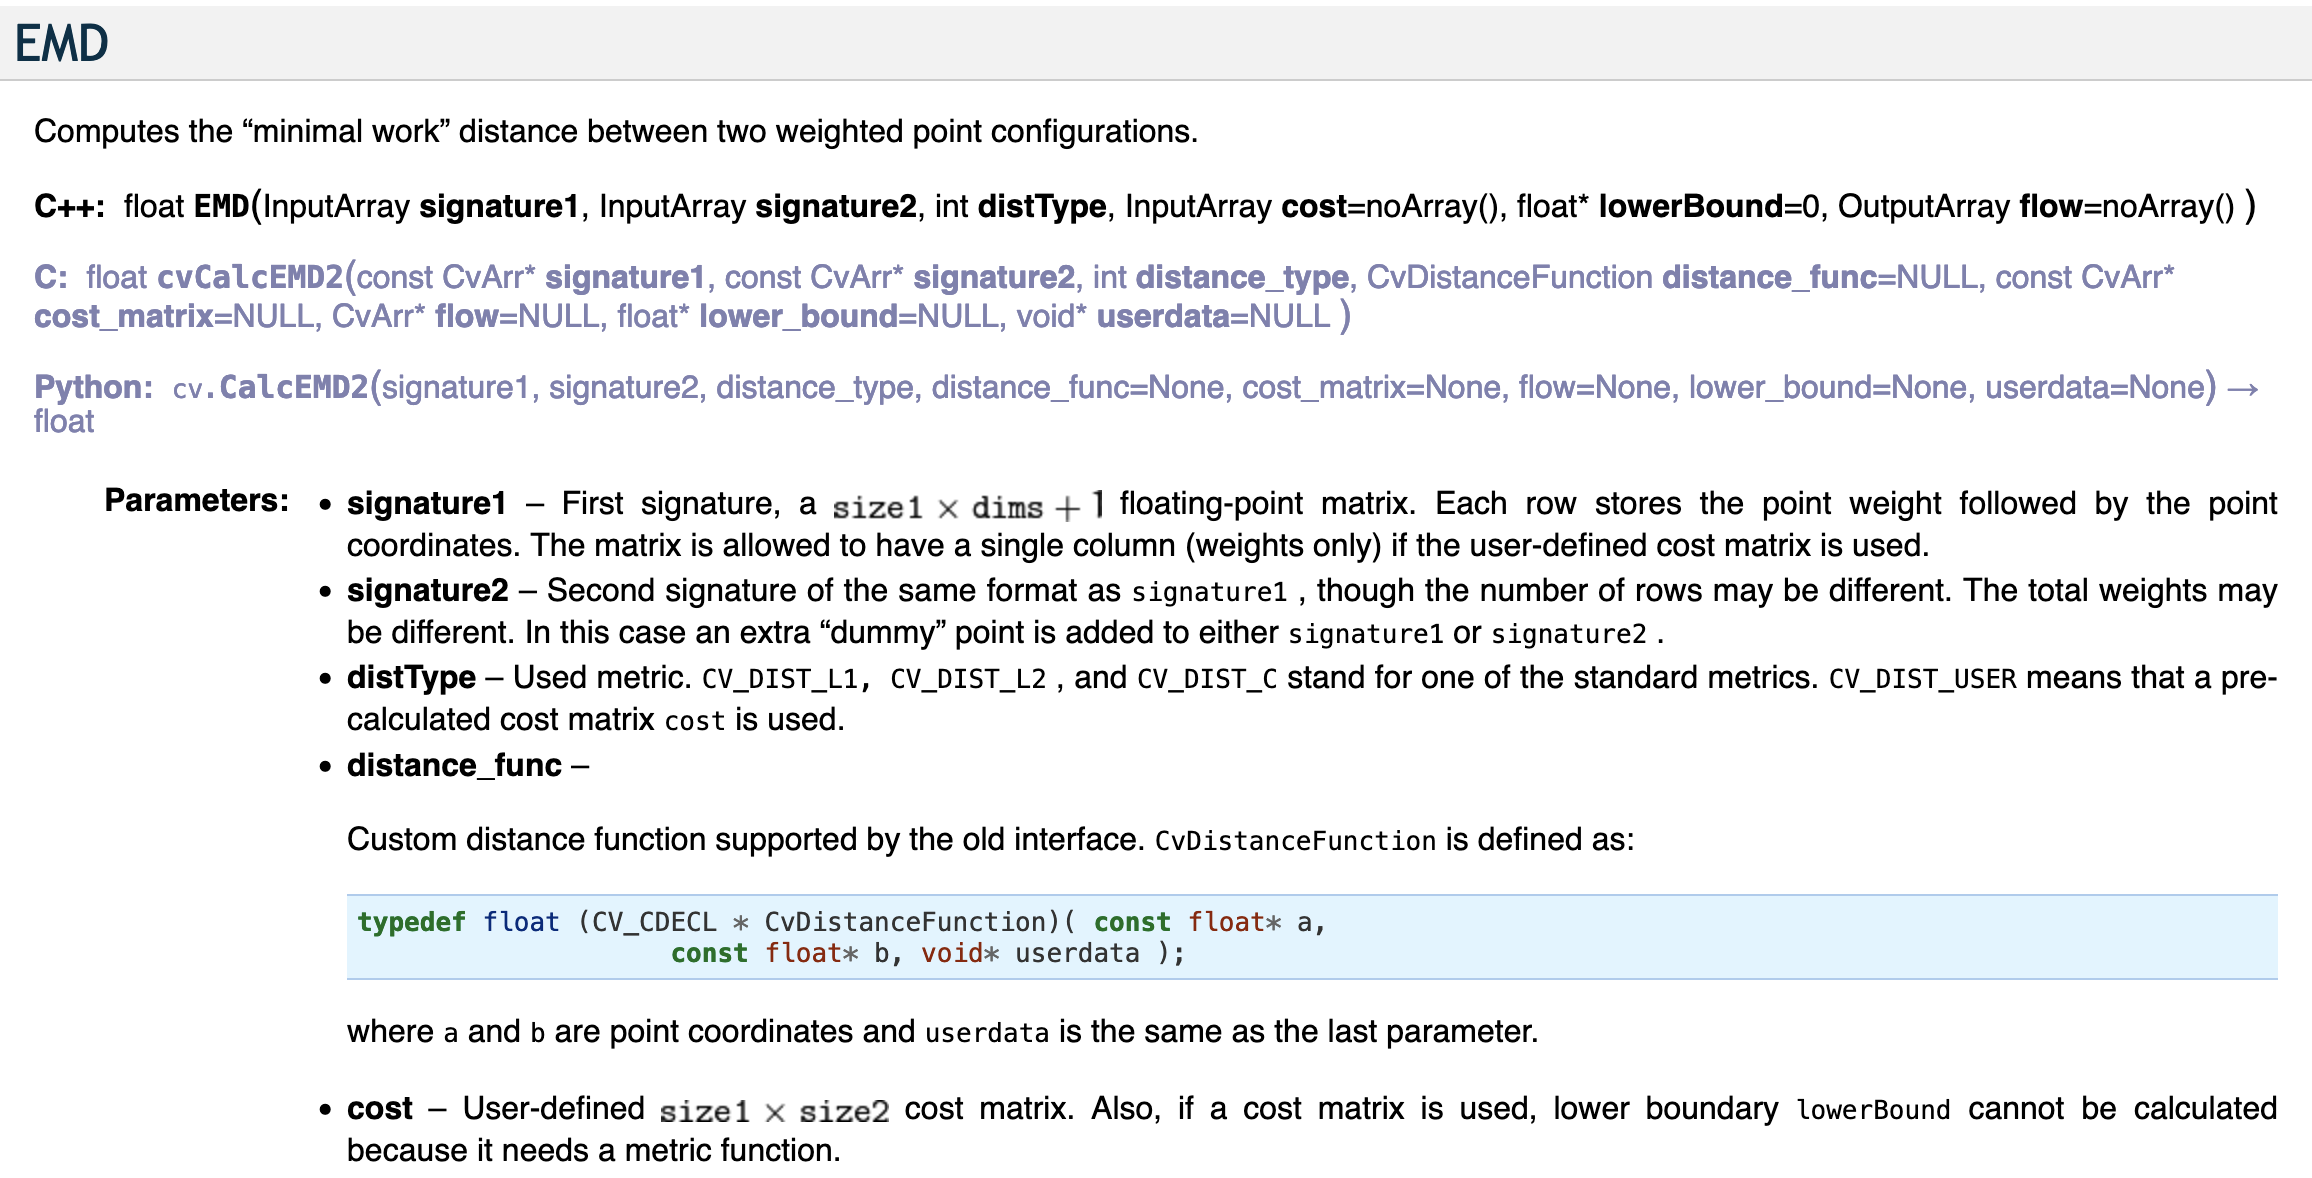 EMD
Computes the “minimal work” distance between two weighted point configurations.
C++: float EMD(InputArray signature1, InputArray signature2, int distType, InputArray cost=noArray(), float* lowerBound=0, OutputArray flow=noArray() )
C: float cvCalcEMD2(const CvArr* signature1, const CvArr* signature2, int distance_type, CvDistanceFunction distance_func=NULL, const CvArr*
cost_matrix=NULL, CvArr* flow=NULL, float* lower_bound=NULL, void* userdata=NULL )
Python: cv.CalcEMD2(signature1, signature2, distance_type, distance_func=None, cost_matrix=None, flow=None, lower_bound=None, userdata=None) →
float
Parameters: • signature1 – First signature, a size1 × dims + 1 floating-point matrix. Each row stores the point weight followed by the point
coordinates. The matrix is allowed to have a single column (weights only) if the user-defined cost matrix is used.
• signature2 – Second signature of the same format as signature1 , though the number of rows may be different. The total weights may
be different. In this case an extra “dummy” point is added to either signature1 or signature2 .
• distType – Used metric. CV_DIST_L1, CV_DIST_L2 , and CV_DIST_C stand for one of the standard metrics. CV_DIST_USER means that a pre-
calculated cost matrix cost is used.
• distance_func –
Custom distance function supported by the old interface. CvDistanceFunction is defined as:
typedef float (CV_CDECL * CvDistanceFunction)( const float* a,
const float* b, void* userdata );
where a and b are point coordinates and userdata is the same as the last parameter.
• cost – User-defined size1 × size2 cost matrix. Also, if a cost matrix is used, lower boundary lowerBound cannot be calculated
because it needs a metric function.